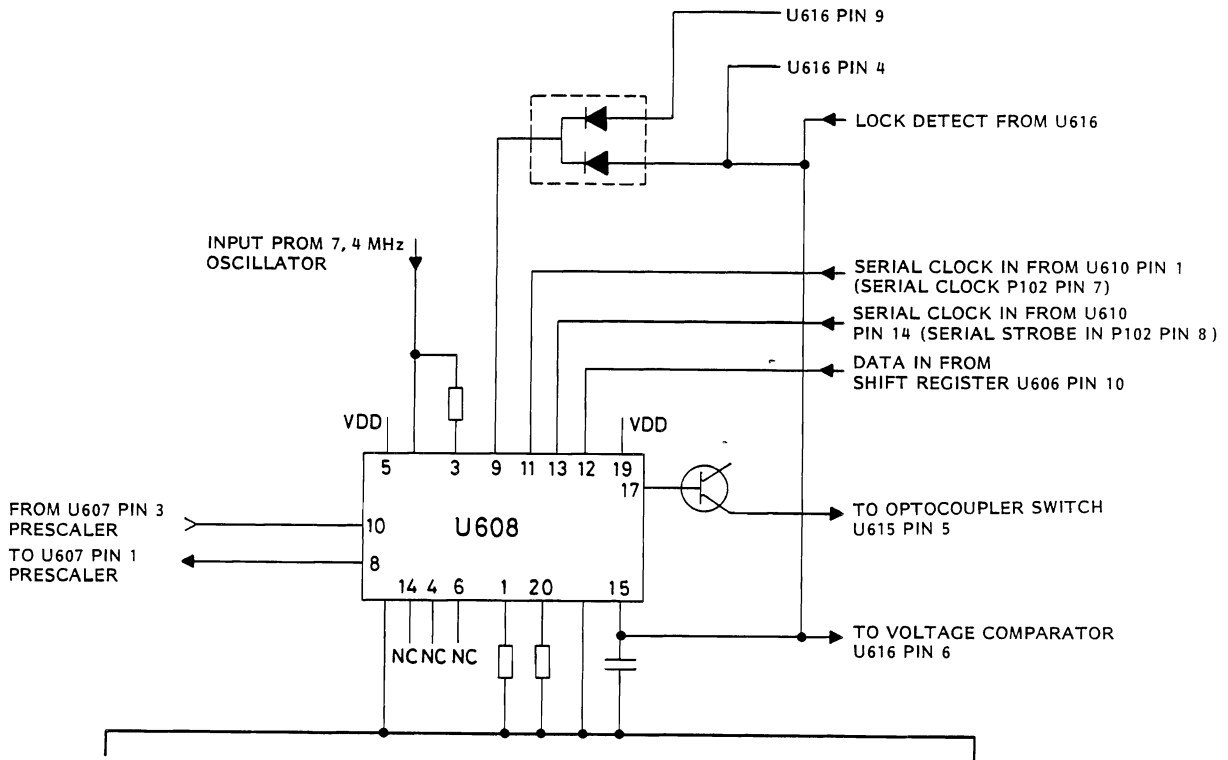 U616 PIN 9
U616 PIN 4
LOCK DETECT FROM U616
INPUT PROM 7, 4 MHz
OSCILLATOR
SERIAL CLOCK IN FROM U610 PIN 1
(SERIAL CLOCK P102 PIN 7)
SERIAL CLOCK IN FROM U610
PIN 14 (SERIAL STROBE IN P102 PIN 8)
DATA IN FROM
SHIFT REGISTER U606 PIN 10
VDD
VDD
5 3 9 11 13 12 19
17
FROM U607 PIN 3
PRESCALER
10
U608
TO OPTOCOUPLER SWITCH
U615 PIN 5
TO U607 PIN 1
PRESCALER
8
14 4 6 1 20 15
NC NC NC
TO VOLTAGE COMPARATOR
U616 PIN 6